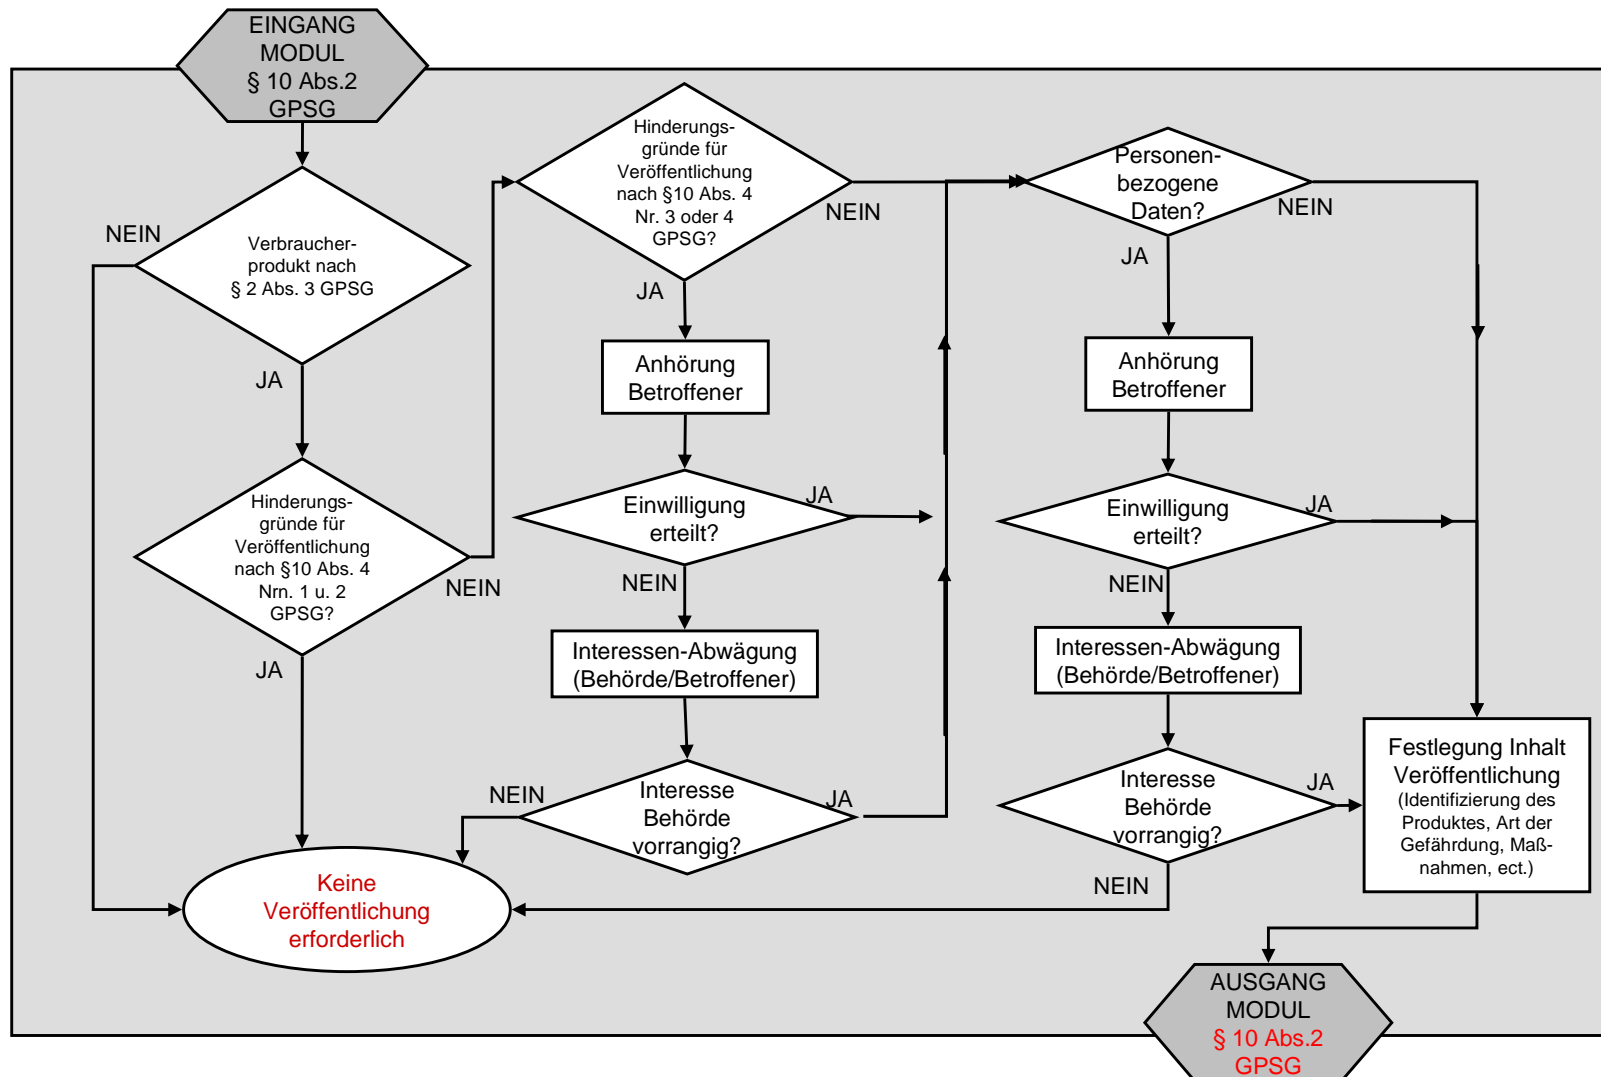 EINGANG
MODUL
§ 10 Abs.2
GPSG
NEIN
Verbraucher-
produkt nach
§ 2 Abs. 3 GPSG
JA
Hinderungs-
gründe für
Veröffentlichung
nach §10 Abs. 4
Nrn. 1 u. 2
GPSG?
NEIN
JA
Keine
Veröffentlichung
erforderlich
Hinderungs-
gründe für
Veröffentlichung
nach §10 Abs. 4
Nr. 3 oder 4
GPSG?
NEIN
JA
Anhörung
Betroffener
Einwilligung
erteilt?
JA
NEIN
Interessen-Abwägung
(Behörde/Betroffener)
NEIN
Interesse
Behörde
vorrangig?
JA
Personen-
bezogene
Daten?
NEIN
JA
Anhörung
Betroffener
Einwilligung
erteilt?
JA
NEIN
Interessen-Abwägung
(Behörde/Betroffener)
Interesse
Behörde
vorrangig?
JA
NEIN
Festlegung Inhalt
Veröffentlichung
(Identifizierung des
Produktes, Art der
Gefährdung, Maß-
nahmen, ect.)
AUSGANG
MODUL
§ 10 Abs.2
GPSG